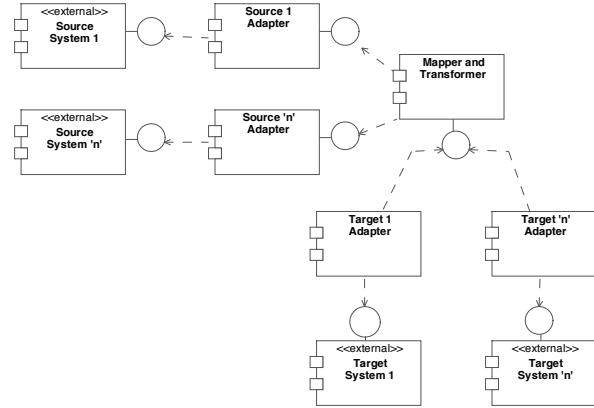 <<external>>
Source
System 1
Source 1
Adapter
Mapper and
Transformer
<<external>>
Source
System 'n'
Source 'n'
Adapter
Target 1
Adapter
Target 'n'
Adapter
<<external>>
Target
System 1
<<external>>
Target
System 'n'